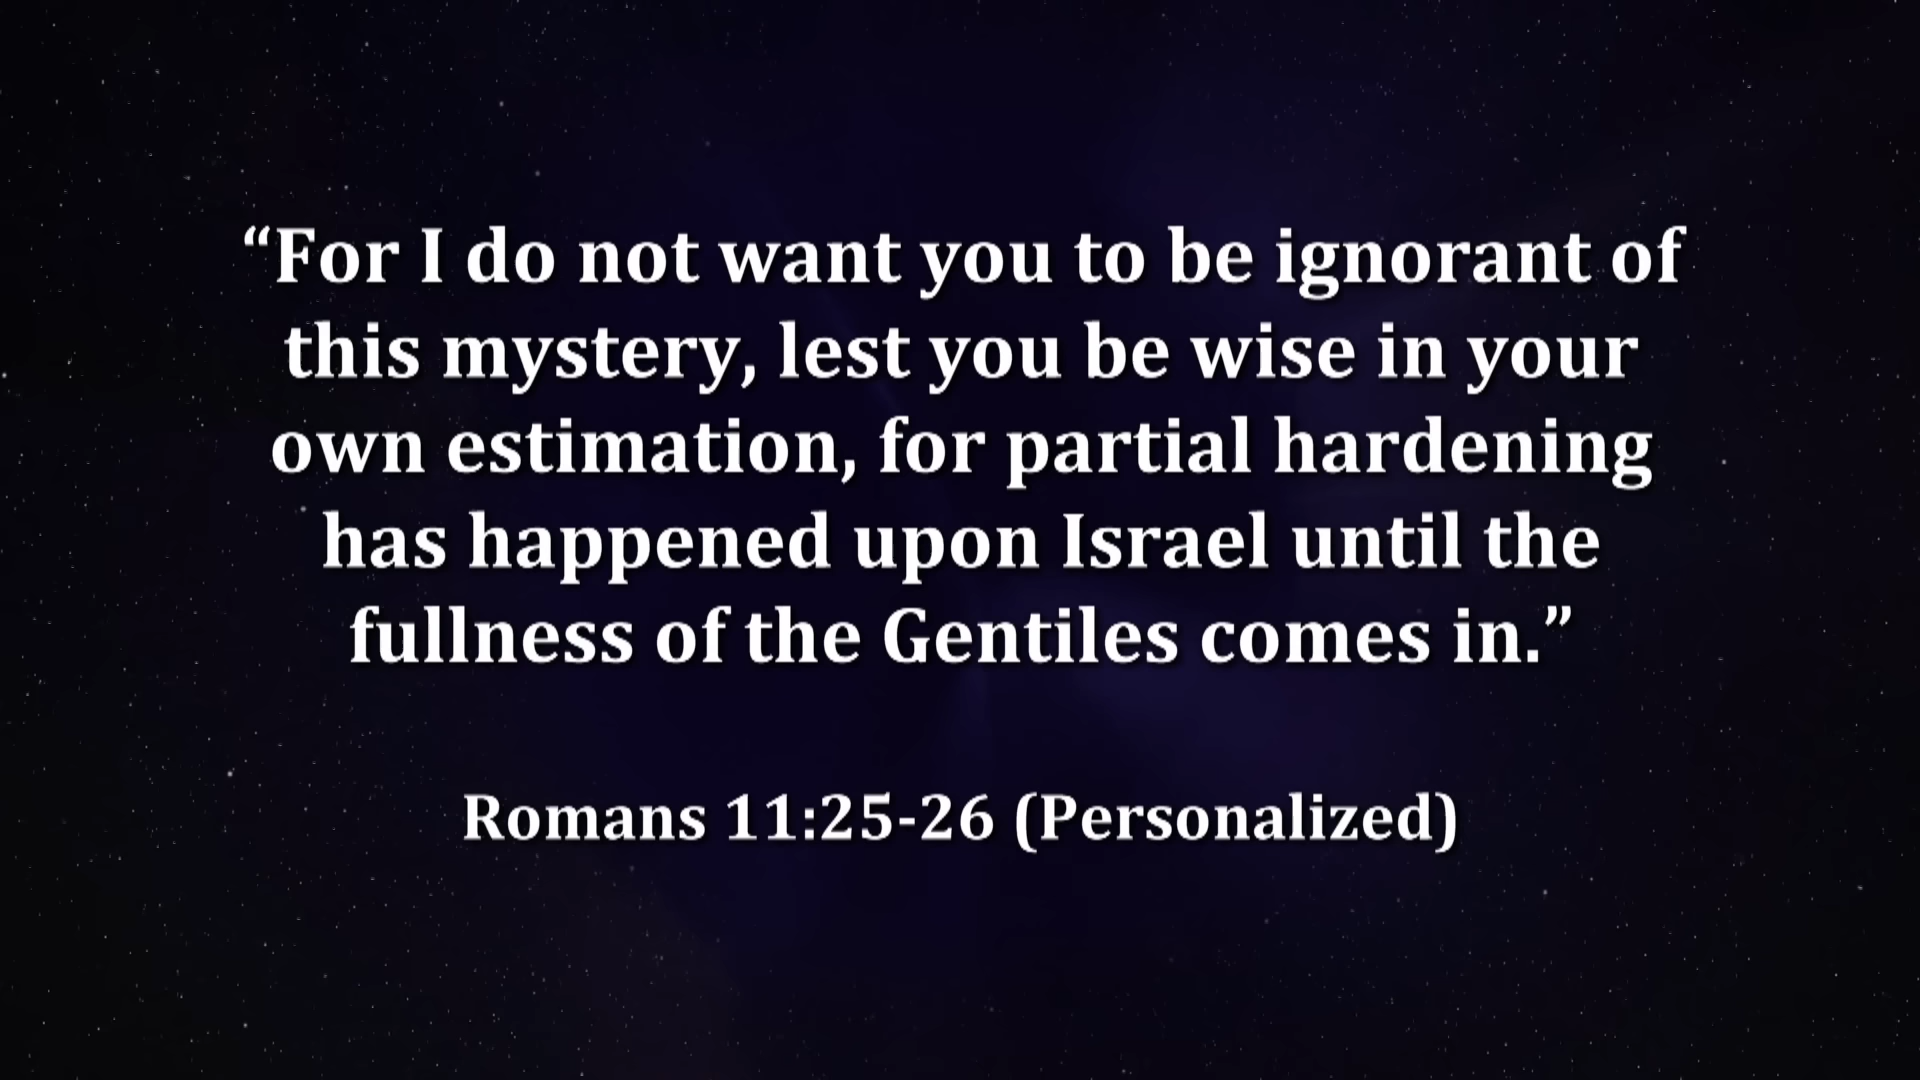 “For I do not want you to be ignorant of
this mystery, lest you be wise in your
own estimation, for partial hardening
has happened upon Israel until the
fullness of the Gentiles comes in.”
Romans 11:25-26 (Personalized)